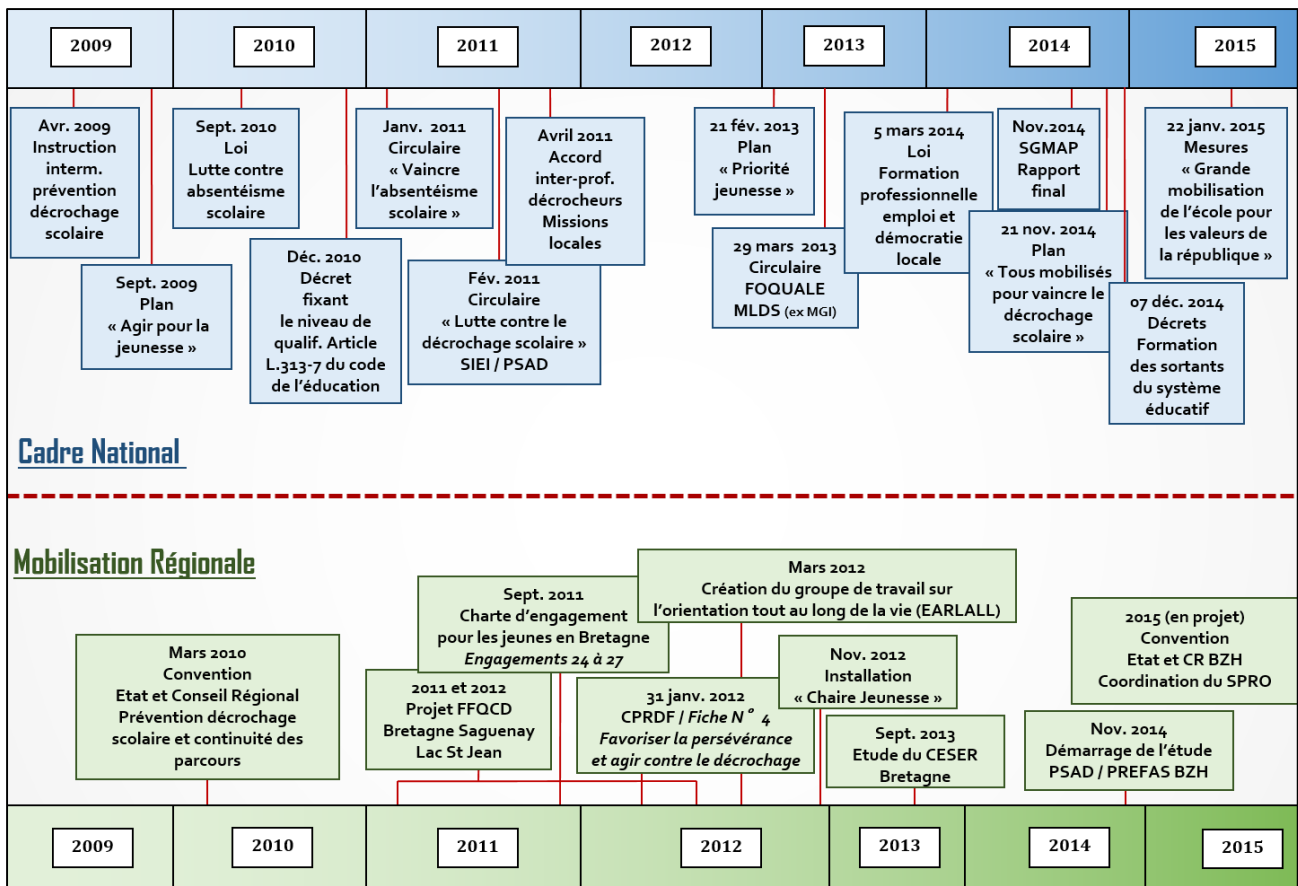 2009
2010
2011
2012
2013
2014
2015
Avr. 2009
Instruction
interm.
prévention
décrochage
scolaire
Sept. 2009
Plan
« Agir pour la
jeunesse »
Sept. 2010
Loi
Lutte contre
absentéisme
scolaire
Déc. 2010
Décret
fixant
le niveau de
qualif. Article
L.313-7 du code
de l'éducation
Janv. 2011
Circulaire
« Vaincre
l'absentéisme
scolaire »
Fév. 2011
Circulaire
« Lutte contre le
décrochage scolaire »
SIEI / PSAD
Avril 2011
Accord
inter-prof.
décrocheurs
Missions
locales
21 fév. 2013
Plan
« Priorité
jeunesse »
29 mars 2013
Circulaire
FOQUALE
MLDS (ex MGI)
5 mars 2014
Loi
Formation
professionnelle
emploi et
démocratie
locale
Nov.2014
SGMAP
Rapport
final
21 nov. 2014
Plan
« Tous mobilisés
pour vaincre le
décrochage
scolaire »
07 déc. 2014
Décrets
Formation
des sortants
du système
éducatif
22 janv. 2015
Mesures
« Grande
mobilisation
de l'école pour
les valeurs de
la république »
Cadre National
Mobilisation Régionale
Mars 2010
Convention
Etat et Conseil Régional
Prévention décrochage
scolaire et continuité des
parcours
2011 et 2012
Projet FFQCD
Bretagne Saguenay
Lac St Jean
Sept. 2011
Charte d'engagement
pour les jeunes en Bretagne
Engagements 24 à 27
31 janv. 2012
CPRDF / Fiche N° 4
Favoriser la persévérance
et agir contre le décrochage
Mars 2012
Création du groupe de travail sur
l'orientation tout au long de la vie (EARLALL)
Nov. 2012
Installation
« Chaire Jeunesse »
Sept. 2013
Etude du CESER
Bretagne
Nov. 2014
Démarrage de l'étude
PSAD / PREFAS BZH
2015 (en projet)
Convention
Etat et CR BZH
Coordination du SPRO
2009
2010
2011
2012
2013
2014
2015